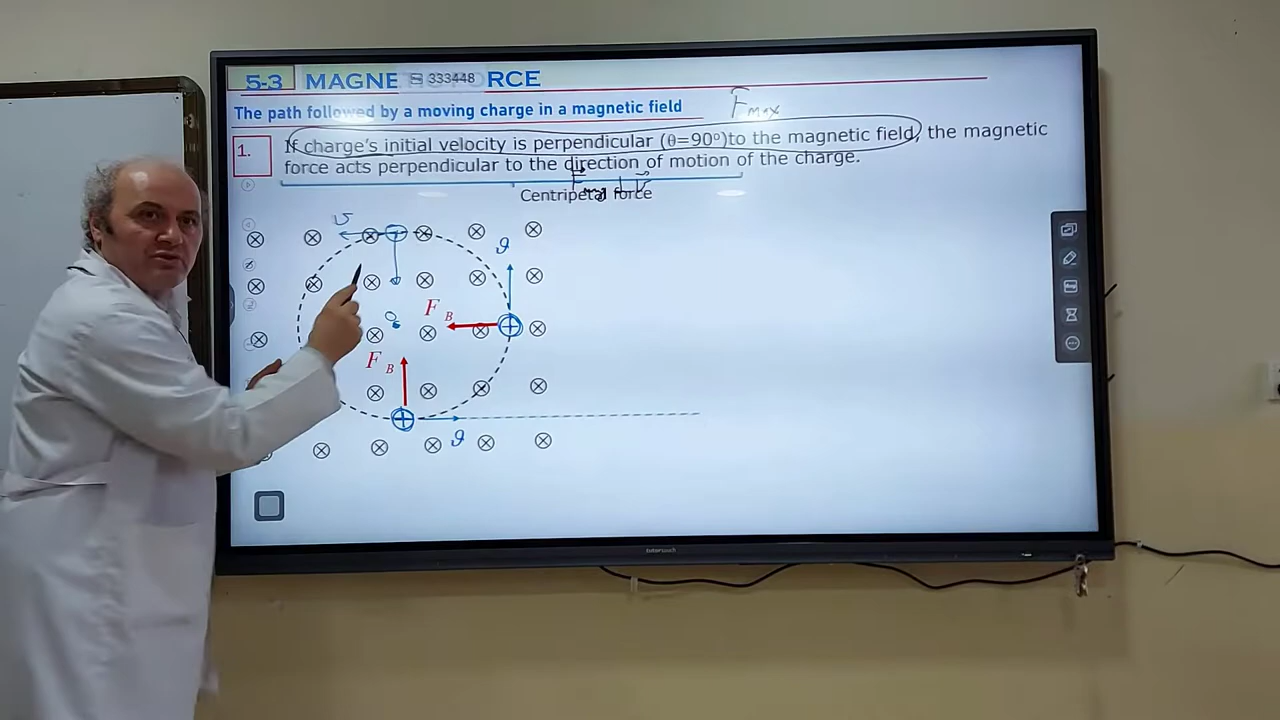 5-3 MAGNE 333448 RCE
The path followed by a moving charge in a magnetic field
F max
1. If charge's initial velocity is perpendicular (θ=90°)to the magnetic field, the magnetic
force acts perpendicular to the direction of motion of the charge.
Centripetal force
v
ϑ
F B
F B
ϑ
tutortouch